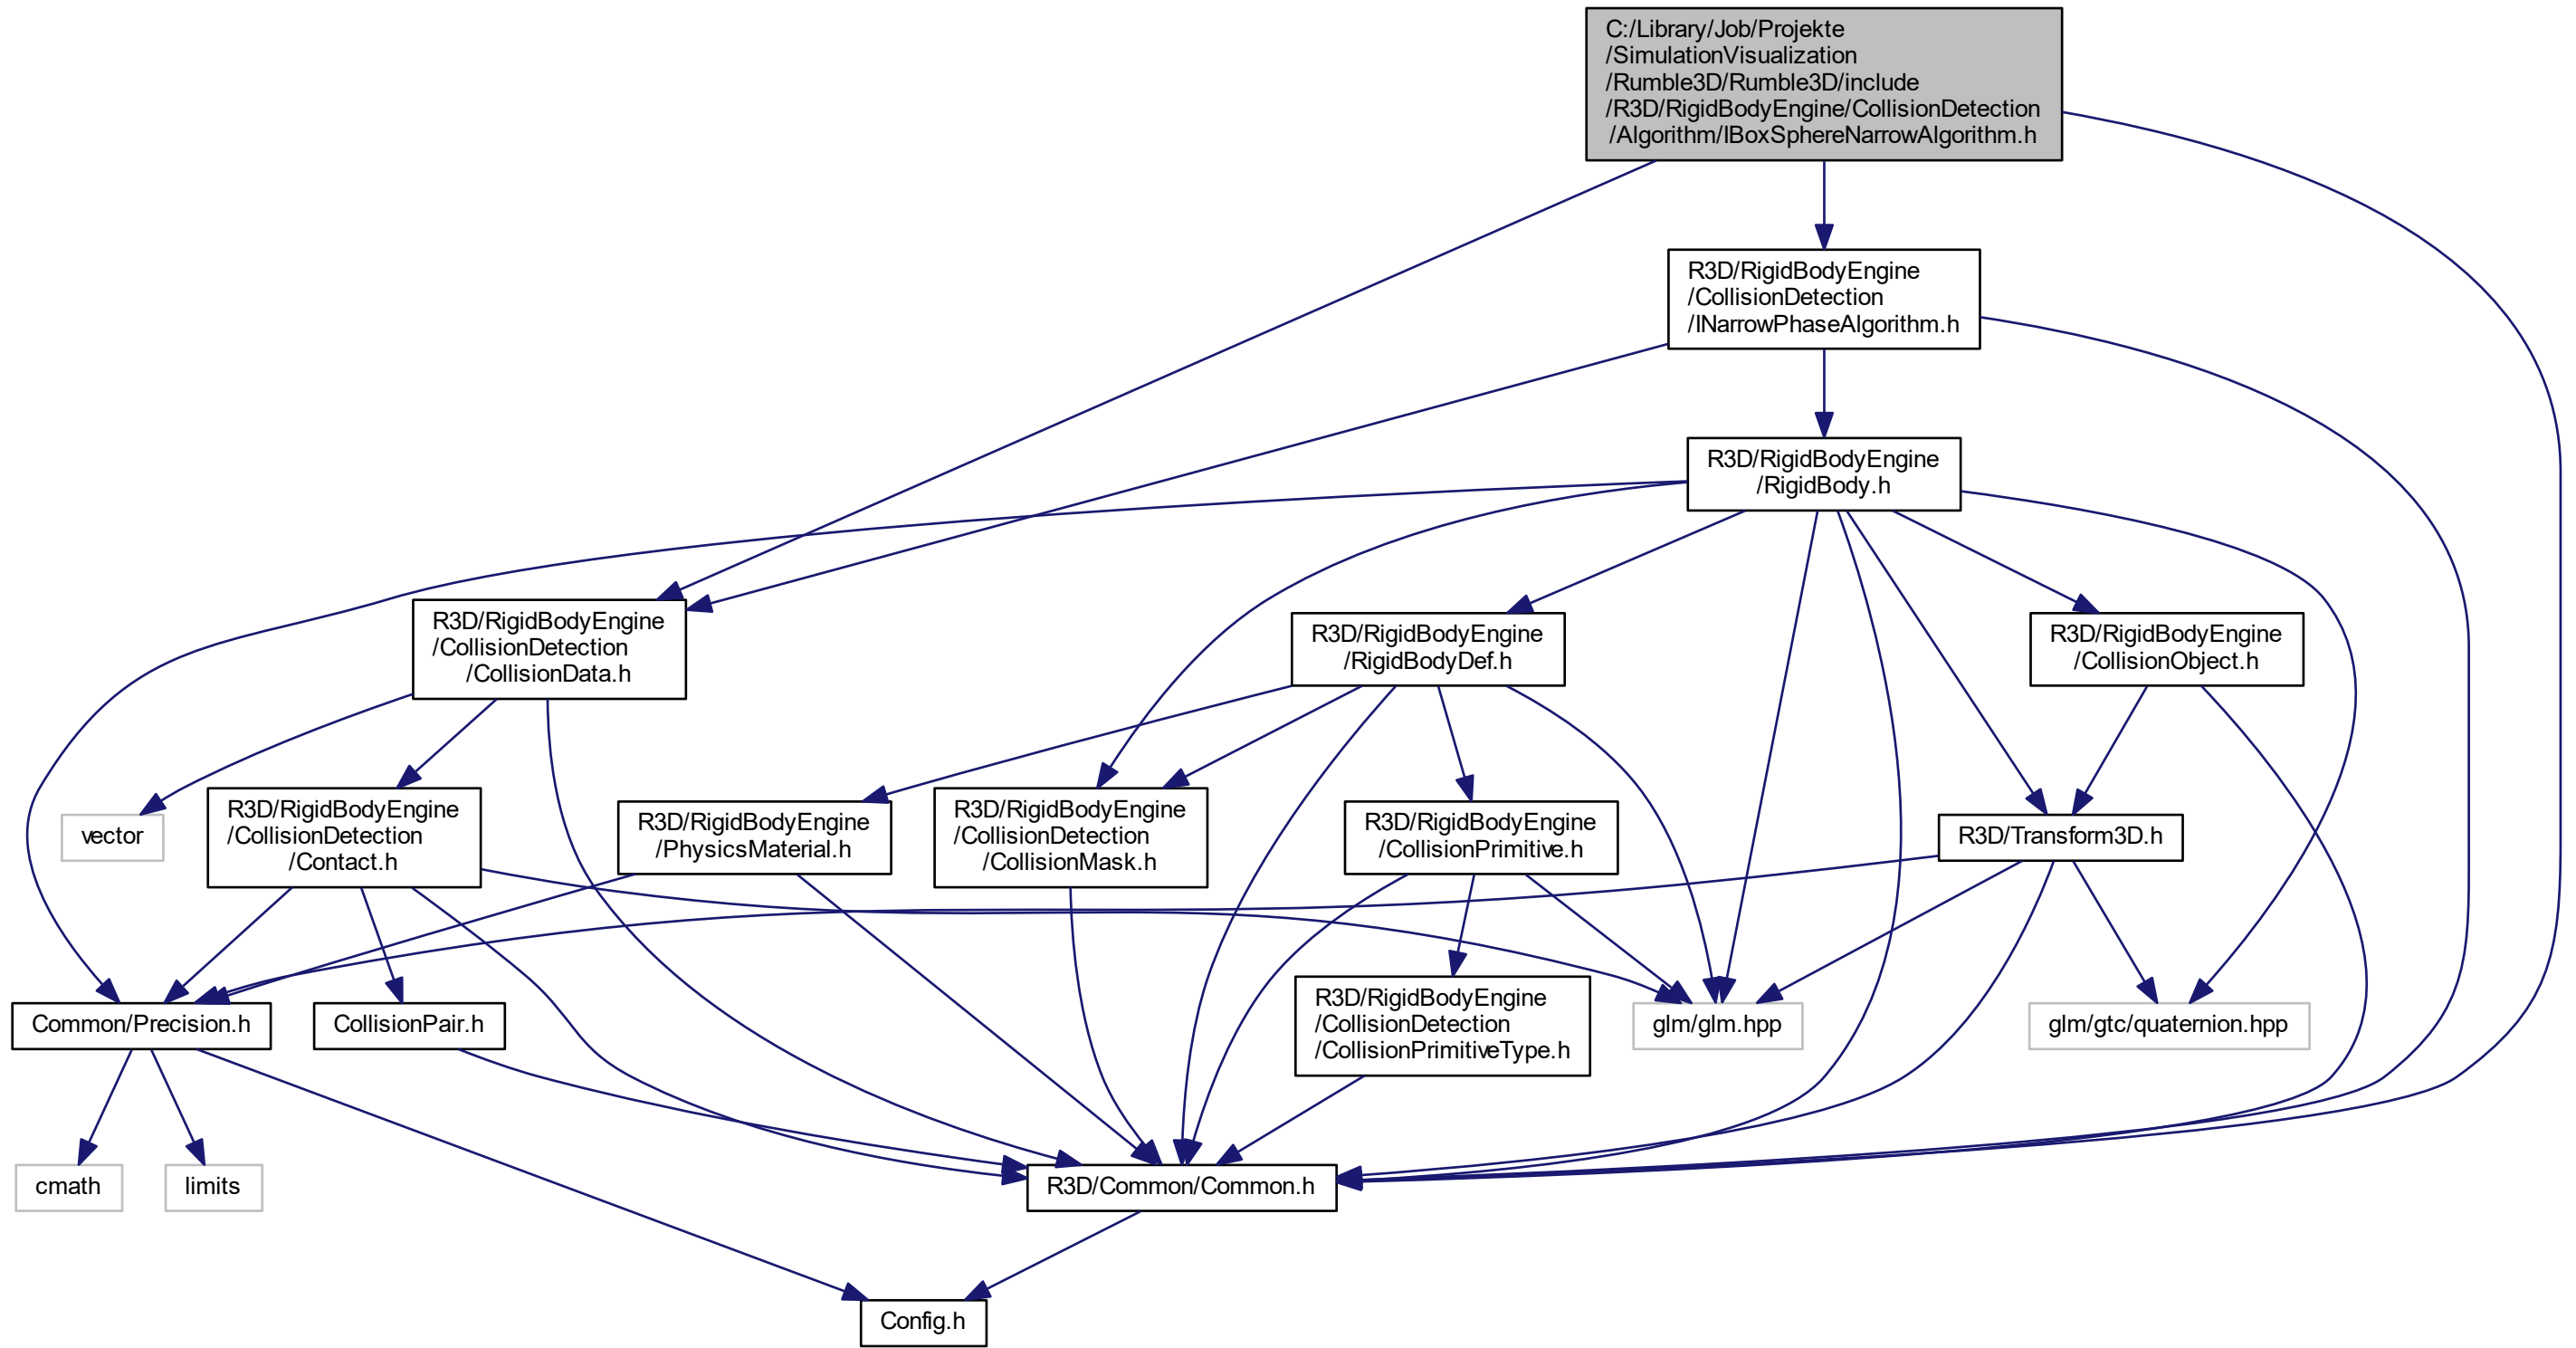 C:/Library/Job/Projekte
/SimulationVisualization
/Rumble3D/Rumble3D/include
/R3D/RigidBodyEngine/CollisionDetection
/Algorithm/IBoxSphereNarrowAlgorithm.h
R3D/RigidBodyEngine
/CollisionDetection
/INarrowPhaseAlgorithm.h
R3D/RigidBodyEngine
/RigidBody.h
R3D/RigidBodyEngine
/CollisionDetection
/CollisionData.h
R3D/RigidBodyEngine
/RigidBodyDef.h
R3D/RigidBodyEngine
/CollisionObject.h
vector
R3D/RigidBodyEngine
/CollisionDetection
/Contact.h
R3D/RigidBodyEngine
/PhysicsMaterial.h
R3D/RigidBodyEngine
/CollisionDetection
/CollisionMask.h
R3D/RigidBodyEngine
/CollisionPrimitive.h
R3D/Transform3D.h
Common/Precision.h
CollisionPair.h
R3D/RigidBodyEngine
/CollisionDetection
/CollisionPrimitiveType.h
glm/glm.hpp
glm/gtc/quaternion.hpp
cmath
limits
R3D/Common/Common.h
Config.h